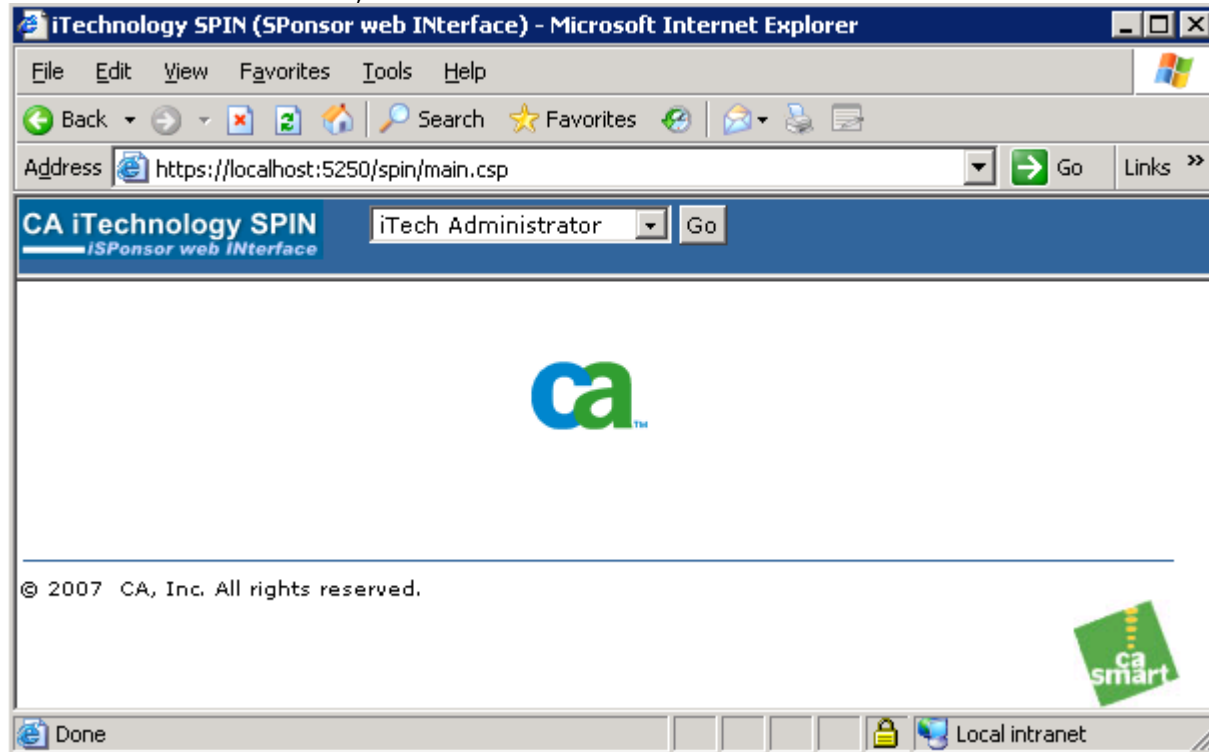 iTechnology SPIN (SPonsor web INterface) - Microsoft Internet Explorer
File Edit View Favorites Tools Help
Back Search Favorites
Address https://localhost:5250/spin/main.csp Go Links »
CA iTechnology SPIN iTech Administrator Go
iSPonsor web INterface
ca™
© 2007 CA, Inc. All rights reserved.
ca
smart
Done Local intranet